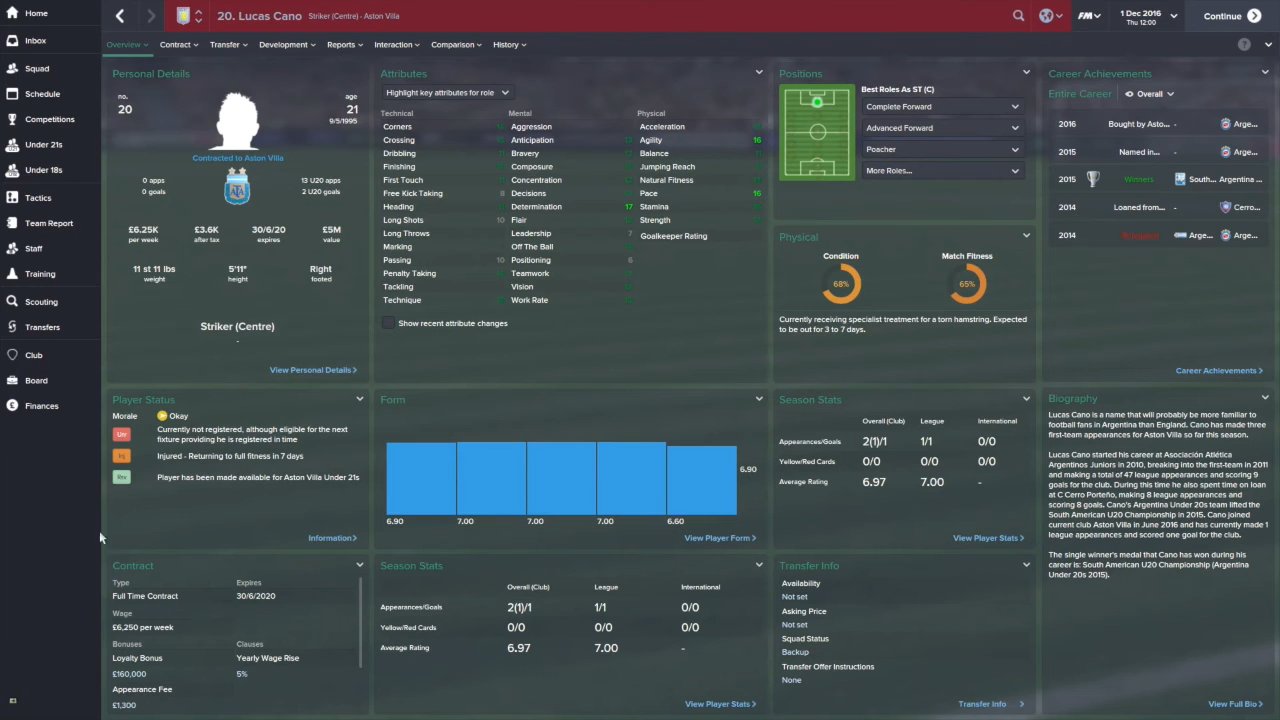 Home
Inbox
Squad
Schedule
Competitions
Under 21s
Under 18s
Tactics
Team Report
Staff
Training
Scouting
Transfers
Club
Board
Finances
20. Lucas Cano Striker (Centre) - Aston Villa
FM
1 Dec 2016
Thu 12:00
Continue
Overview Contract Transfer Development Reports Interaction Comparison History
?
Personal Details
no.
20
age
21
9/5/1995
Contracted to Aston Villa
0 apps
0 goals
13 U20 apps
2 U20 goals
£6.25K
per week
£3.6K
after tax
30/6/20
expires
£5M
value
11 st 11 lbs
weight
5'11"
height
Right
footed
Striker (Centre)
-
View Personal Details >
Attributes
Highlight key attributes for role
Technical Mental Physical
Corners Aggression Acceleration
Crossing Anticipation Agility 16
Dribbling Bravery Balance
Finishing Composure Jumping Reach
First Touch Concentration Natural Fitness
Free Kick Taking 8 Decisions Pace 16
Heading Determination 17 Stamina
Long Shots 10 Flair Strength
Long Throws Leadership 7 Goalkeeper Rating
Marking Off The Ball
Passing 10 Positioning 6
Penalty Taking Teamwork
Tackling Vision
Technique Work Rate
Show recent attribute changes
Positions
Best Roles As ST (C)
Complete Forward
Advanced Forward
Poacher
More Roles...
Physical
Condition Match Fitness
68% 65%
Currently receiving specialist treatment for a torn hamstring. Expected
to be out for 3 to 7 days.
Career Achievements
Entire Career Overall
2016 Bought by Asto... - Arge...
2015 Named in... - Arge...
2015 Winners South... Argentina ...
2014 Loaned from... - Cerro...
2014 Arge... Arge...
Career Achievements >
Player Status
Morale Okay
Unr Currently not registered, although eligible for the next
fixture providing he is registered in time
Inj Injured - Returning to full fitness in 7 days
Player has been made available for Aston Villa Under 21s
Information >
Form
6.90
6.90 7.00 7.00 7.00 6.60
View Player Form >
Season Stats
Overall (Club) League International
Appearances/Goals 2(1)/1 1/1 0/0
Yellow/Red Cards 0/0 0/0 0/0
Average Rating 6.97 7.00 -
View Player Stats >
Biography
Lucas Cano is a name that will probably be more familiar to
football fans in Argentina than England. Cano has made three
first-team appearances for Aston Villa so far this season.
Lucas Cano started his career at Asociación Atlética
Argentinos Juniors in 2010, breaking into the first-team in 2011
and making a total of 47 league appearances and scoring 9
goals for the club. During this time he also spent time on loan
at C Cerro Porteño, making 8 league appearances and
scoring 8 goals. Cano's Argentina Under 20s team lifted the
South American U20 Championship in 2015. Cano joined
current club Aston Villa in June 2016 and has currently made 1
league appearances and scored one goal for the club.
The single winner's medal that Cano has won during his
career is: South American U20 Championship (Argentina
Under 20s 2015).
View Full Bio >
Contract
Type Expires
Full Time Contract 30/6/2020
Wage
£6,250 per week
Bonuses Clauses
Loyalty Bonus Yearly Wage Rise
£160,000 5%
Appearance Fee
£1,300
Season Stats
Overall (Club) League International
Appearances/Goals 2(1)/1 1/1 0/0
Yellow/Red Cards 0/0 0/0 0/0
Average Rating 6.97 7.00 -
View Player Stats >
Transfer Info
Availability
Not set
Asking Price
Not set
Squad Status
Backup
Transfer Offer Instructions
None
Transfer Info >